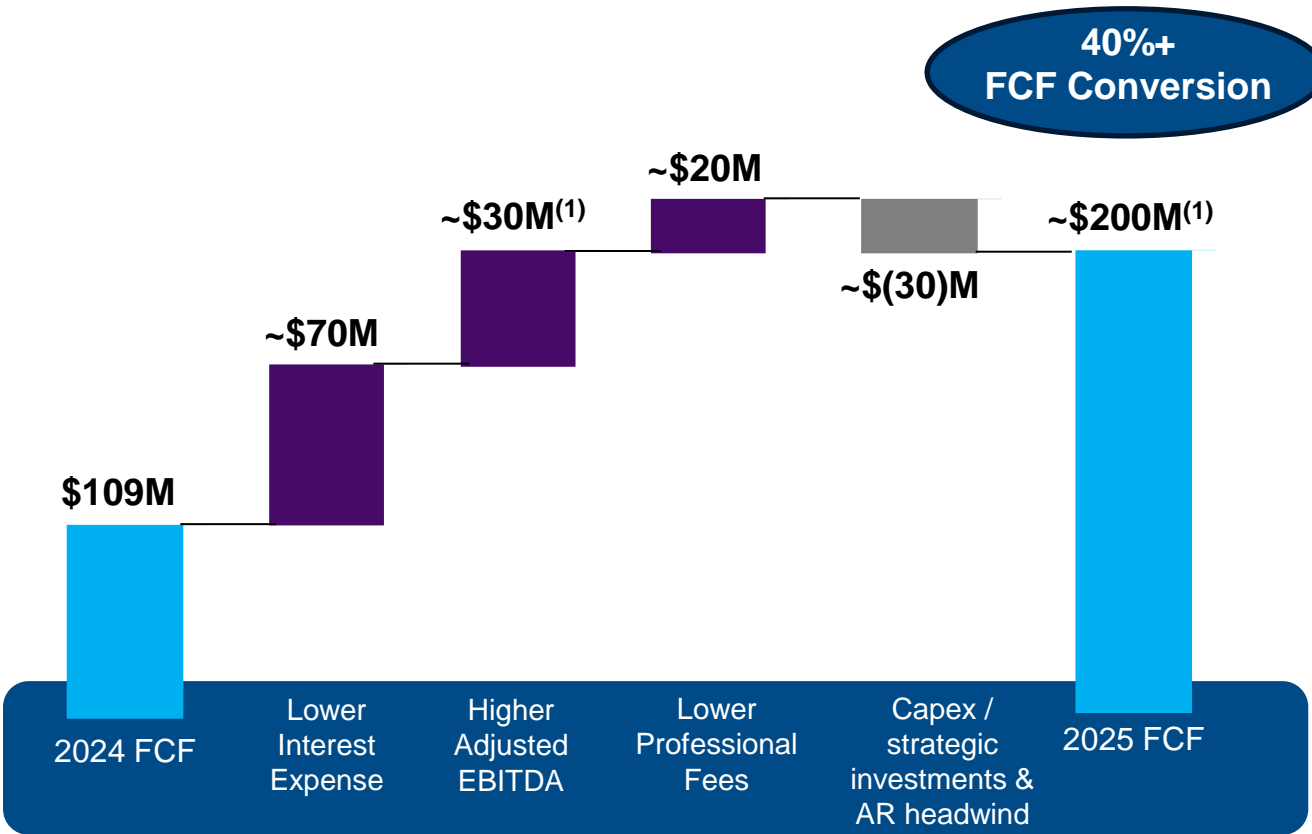 40%+
FCF Conversion
$109M
~$70M
~$30M(1)
~$20M
~$(30)M
~$200M(1)
2024 FCF
Lower
Interest
Expense
Higher
Adjusted
EBITDA
Lower
Professional
Fees
Capex /
strategic
investments &
AR headwind
2025 FCF